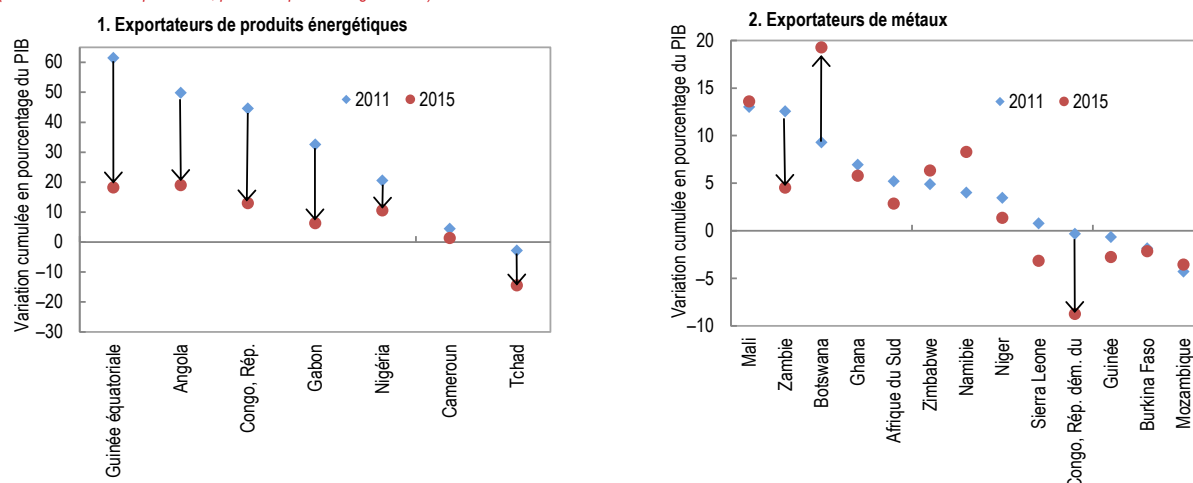 1. Exportateurs de produits énergétiques
Variation cumulée en pourcentage du PIB
60
50
40
30
20
10
0
–10
–20
–30
2011
2015
Guinée équatoriale
Angola
Congo, Rép.
Gabon
Nigéria
Cameroun
Tchad
2. Exportateurs de métaux
Variation cumulée en pourcentage du PIB
20
15
10
5
0
–5
–10
2011
2015
Mali
Zambie
Botswana
Ghana
Afrique du Sud
Zimbabwe
Namibie
Niger
Sierra Leone
Congo, Rép. dém. du
Guinée
Burkina Faso
Mozambique